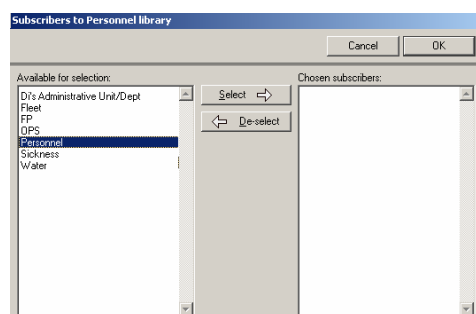 Subscribers to Personnel library
Cancel OK
Available for selection: Chosen subscribers:
Di's Administrative Unit/Dept
Fleet
FP
OPS
Personnel
Sickness
Water
Select
De-select